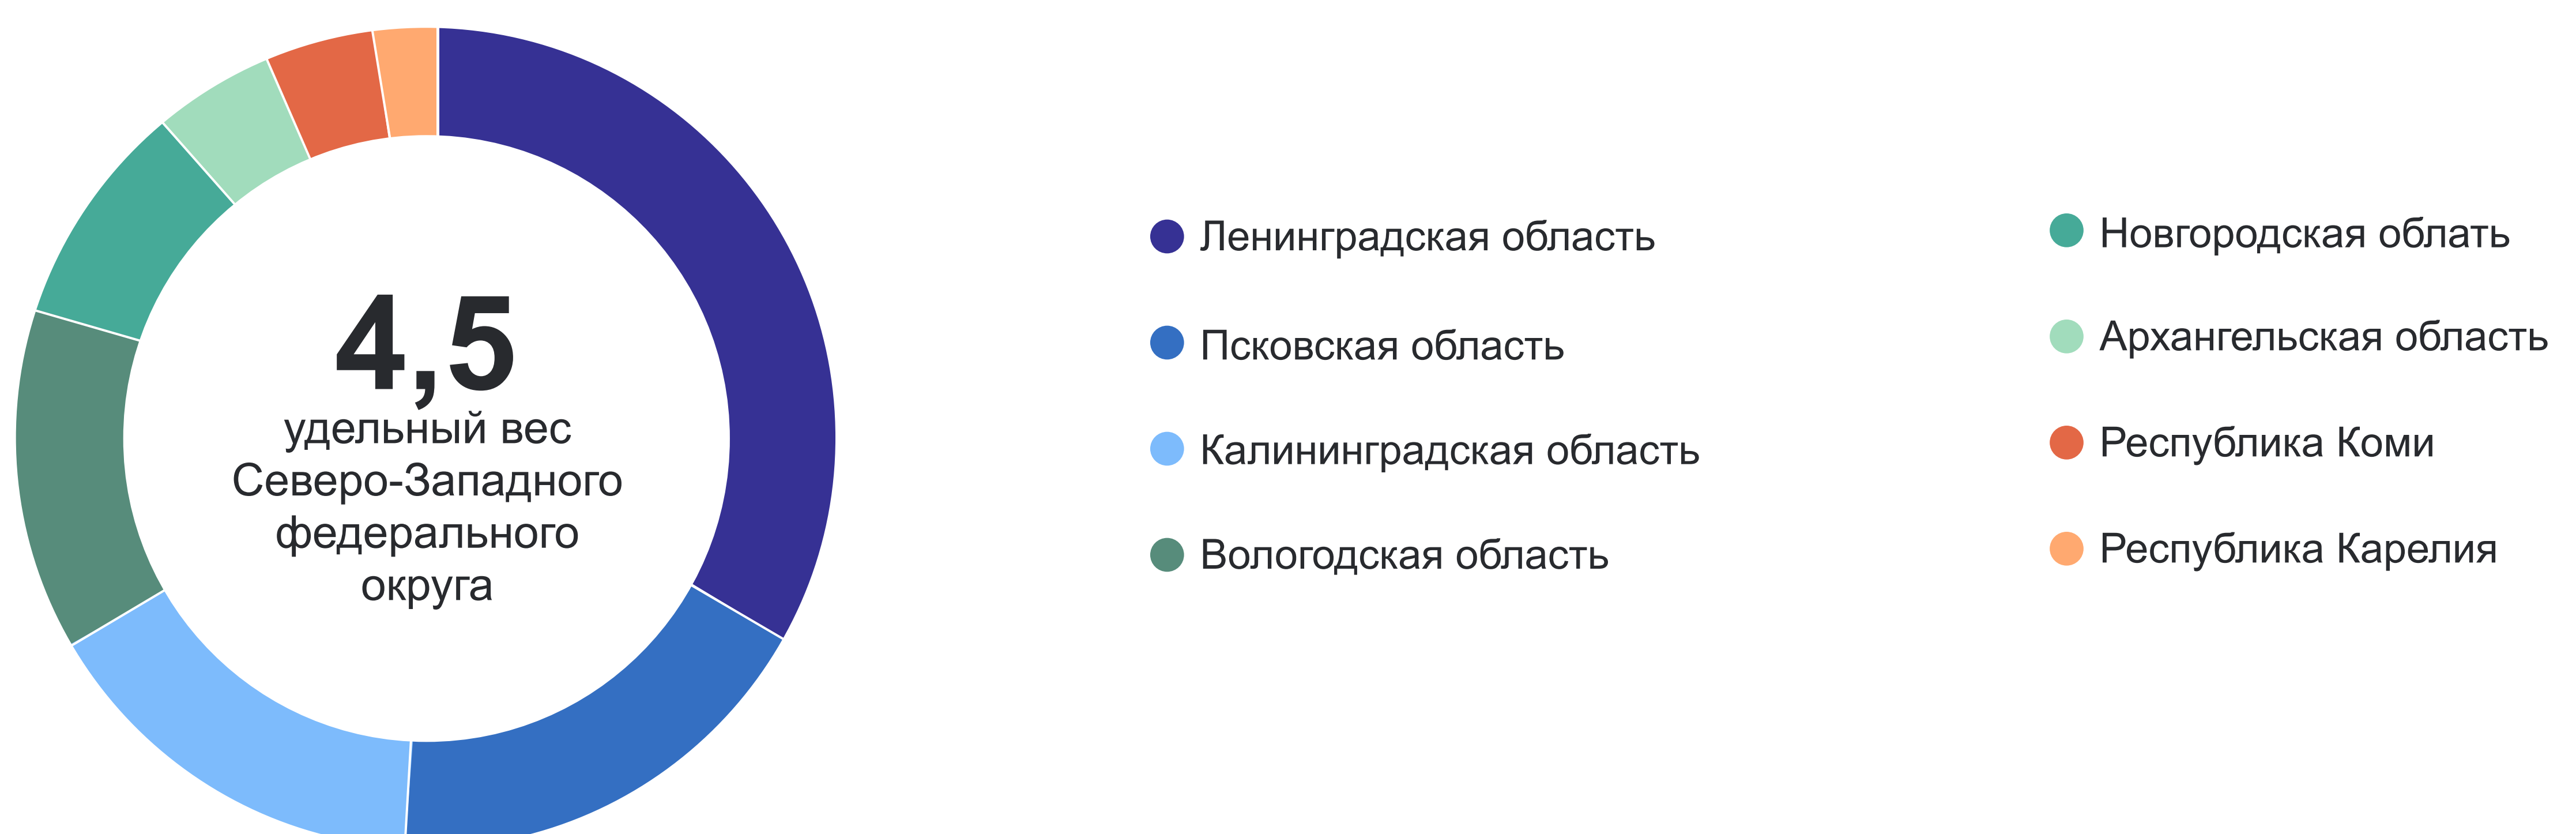 4,5
удельный вес
Северо-Западного
федерального
округа
Ленинградская область
Псковская область
Калининградская область
Вологодская область
Новгородская облать
Архангельская область
Республика Коми
Республика Карелия